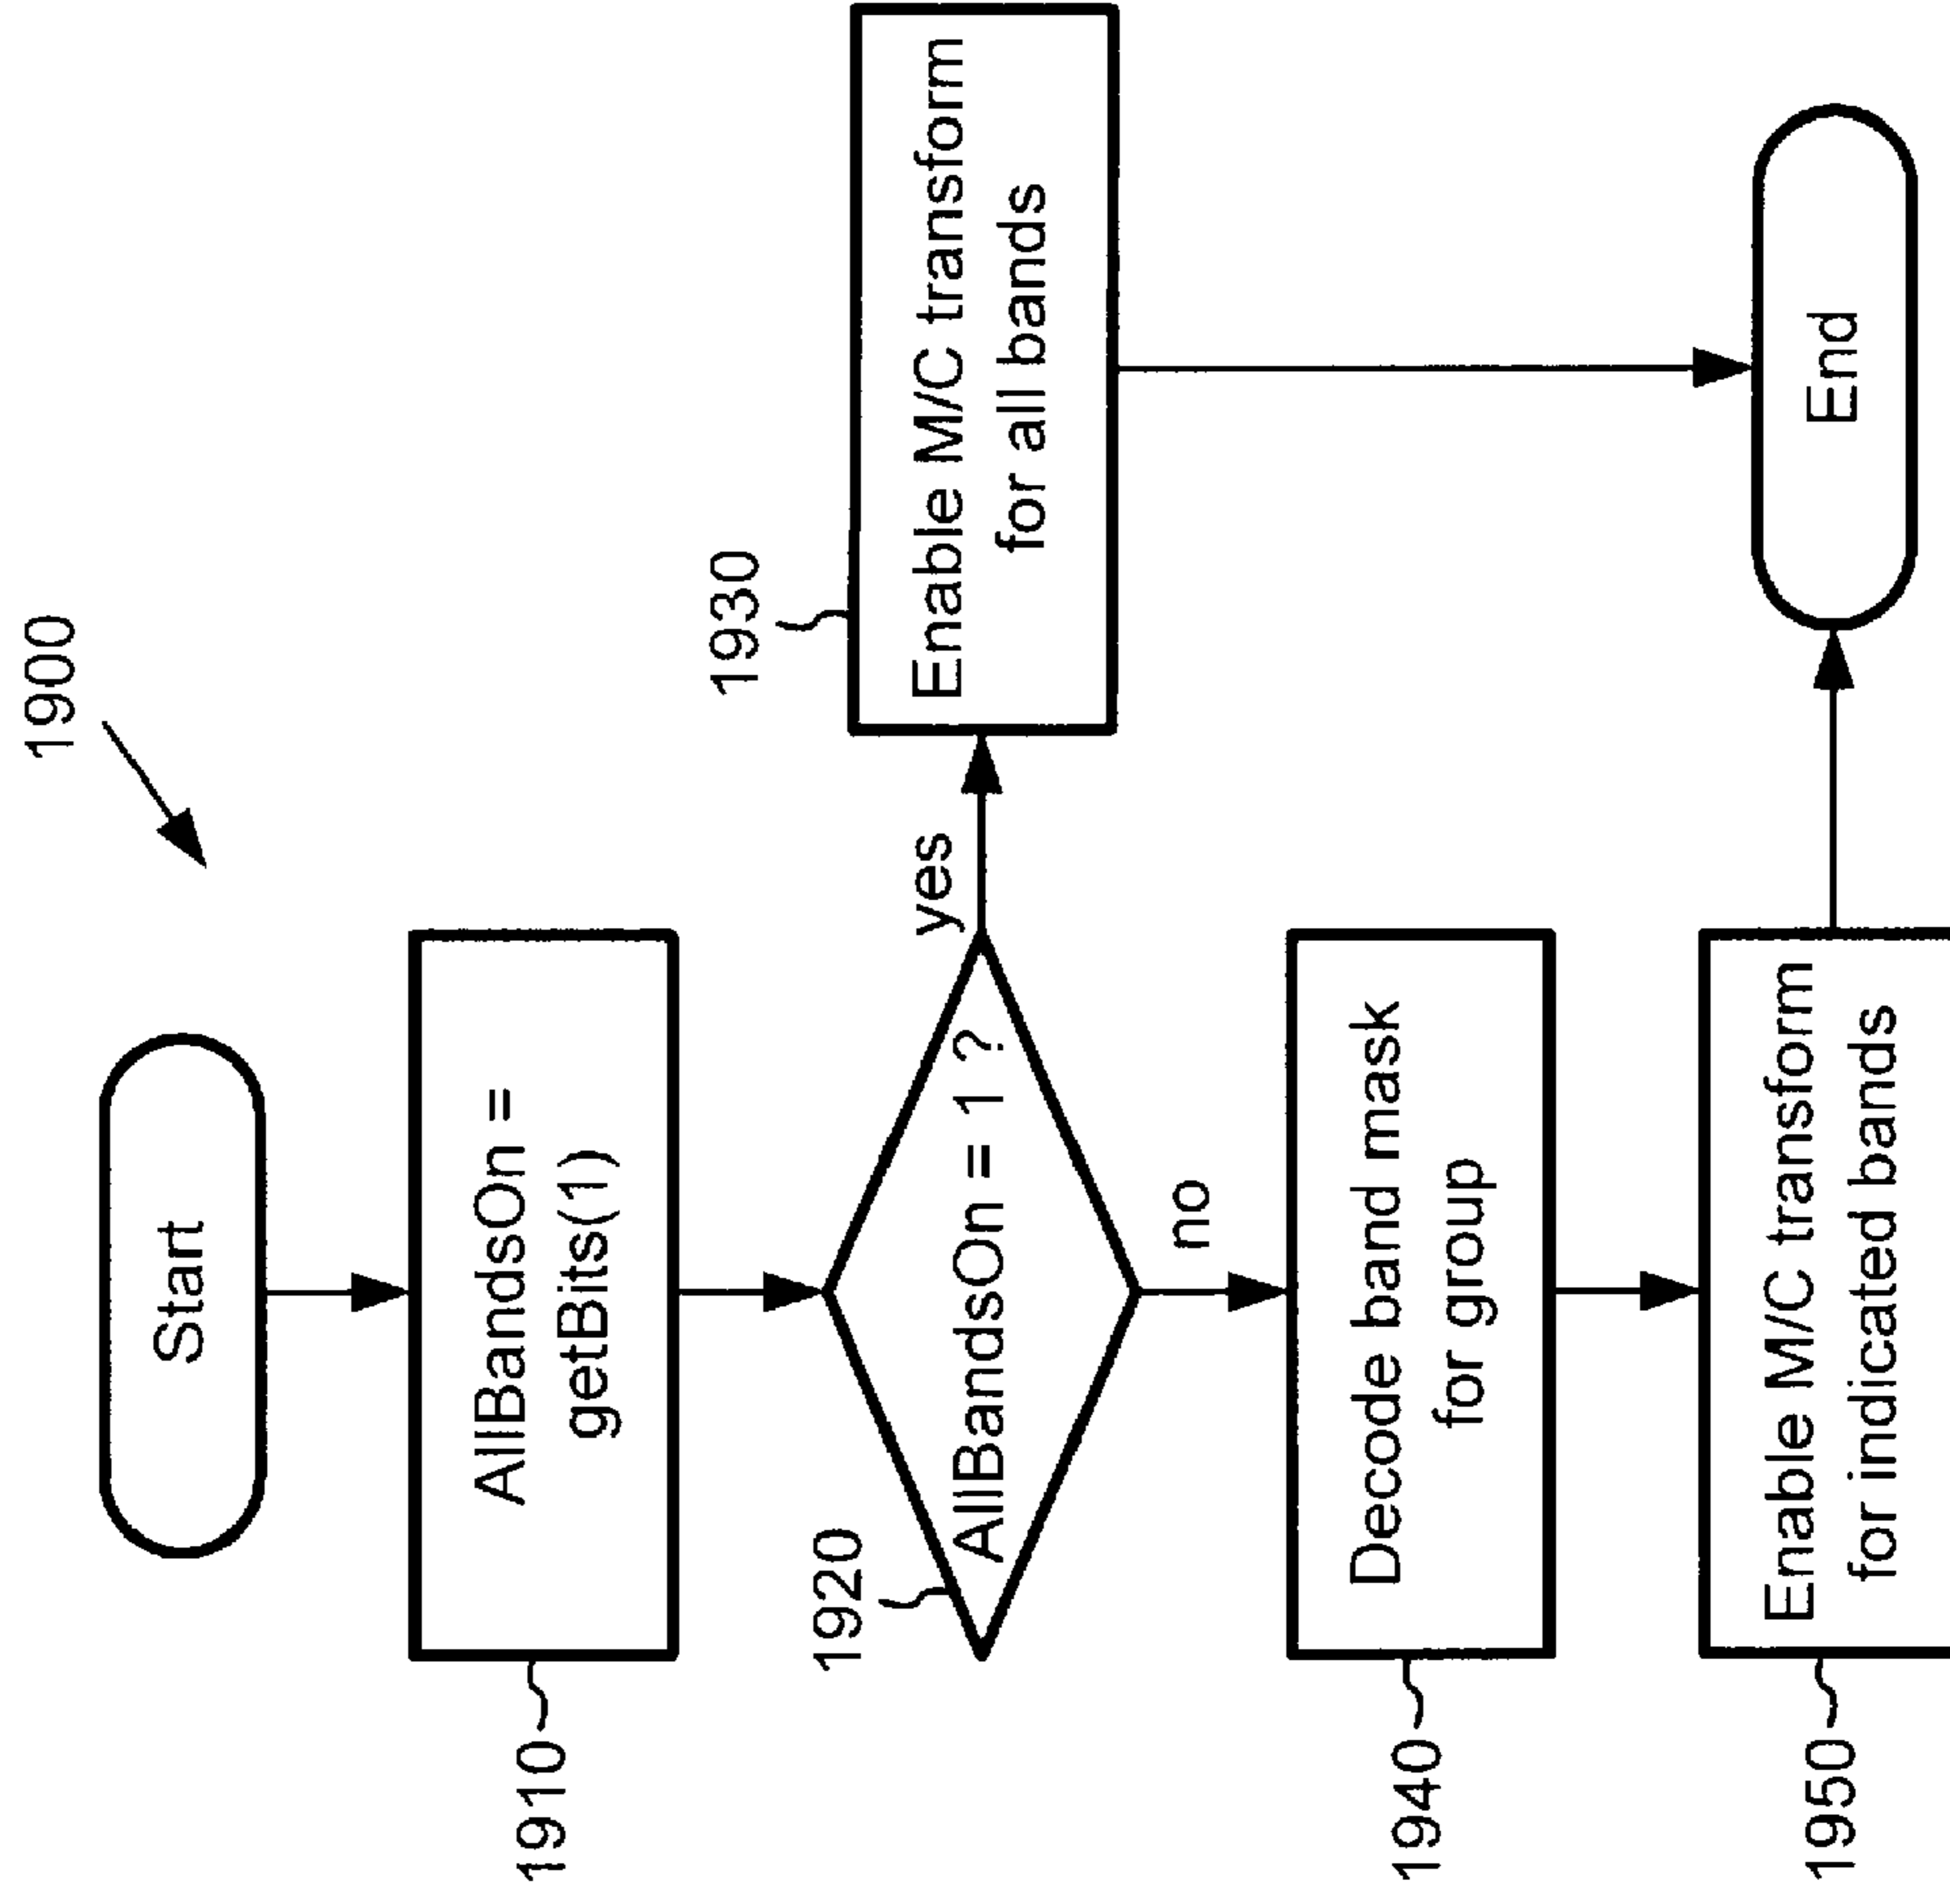 1900
Start
1910
AllBandsOn =
getBits(1)
1920
AllBandsOn = 1 ?
yes
1930
Enable M/C transform
for all bands
no
1940
Decode band mask
for group
1950
Enable M/C transform
for indicated bands
End